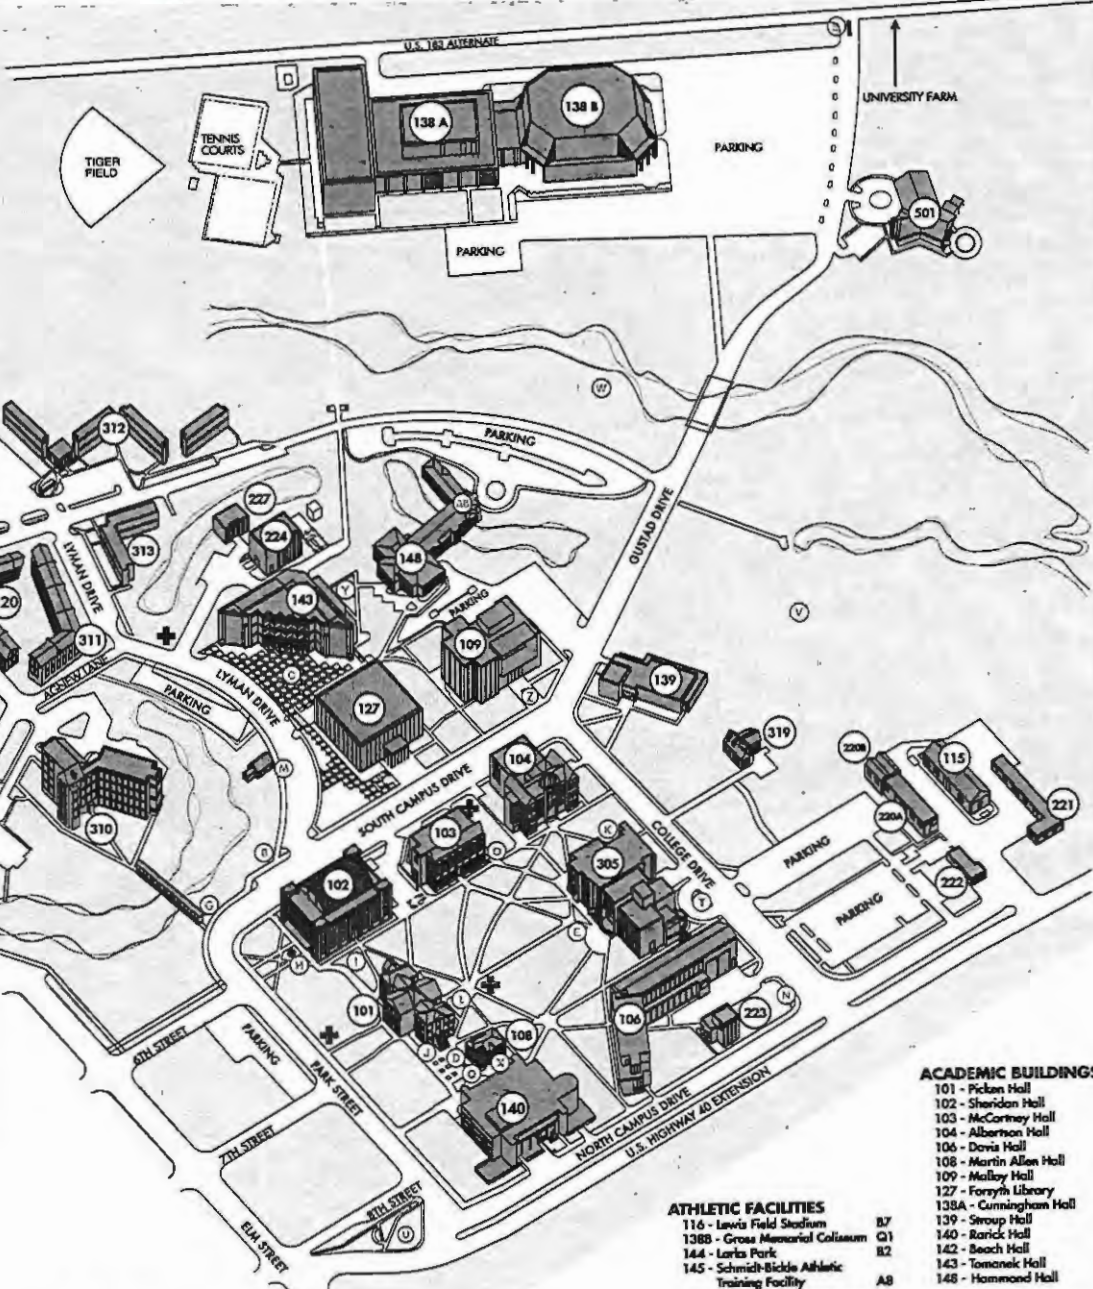 U.S. 183 ALTERNATE
UNIVERSITY FARM
138 A
138 B
TENNIS
COURTS
TIGER
FIELD
PARKING
501
PARKING
W
312
PARKING
227
224
313
148
LYMAN DRIVE
GUSTAD DRIVE
143
Y
PARKING
V
311
109
AGNEW LANE
PARKING
LYMAN DRIVE
C
139
Z
127
319
104
220B
115
M
310
SOUTH CAMPUS DRIVE
103
221
220A
K
COLLEGE DRIVE
305
O
PARKING
222
102
PARKING
G
E
T
H
I
101
L
106
N
223
108
6TH STREET
PARKING
PARK STREET
J
D
X
140
NORTH CAMPUS DRIVE
U.S. HIGHWAY 40 EXTENSION
7TH STREET
8TH STREET
ELM STREET
U
ATHLETIC FACILITIES
116 - Lewis Field Stadium B7
138B - Gross Memorial Coliseum Q1
144 - Larks Park B2
145 - Schmidt-Bickle Athletic
Training Facility A8
ACADEMIC BUILDINGS
101 - Picken Hall
102 - Sheridan Hall
103 - McCartney Hall
104 - Albertson Hall
106 - Davis Hall
108 - Martin Allen Hall
109 - Malloy Hall
127 - Forsyth Library
138A - Cunningham Hall
139 - Stroup Hall
140 - Rarick Hall
142 - Beach Hall
143 - Tomanek Hall
148 - Hammond Hall